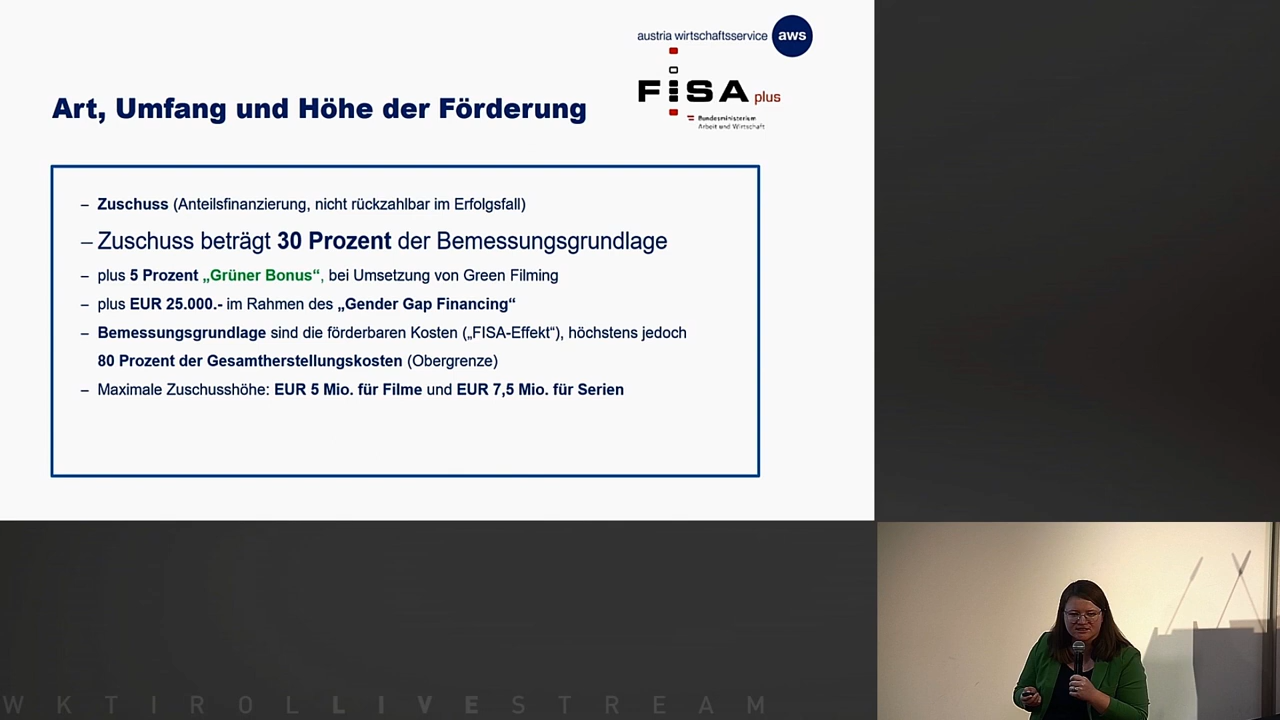 austria wirtschaftsservice aws
FiSA plus
Bundesministerium
Arbeit und Wirtschaft
Art, Umfang und Höhe der Förderung
– Zuschuss (Anteilsfinanzierung, nicht rückzahlbar im Erfolgsfall)
– Zuschuss beträgt 30 Prozent der Bemessungsgrundlage
– plus 5 Prozent „Grüner Bonus“, bei Umsetzung von Green Filming
– plus EUR 25.000.- im Rahmen des „Gender Gap Financing“
– Bemessungsgrundlage sind die förderbaren Kosten („FISA-Effekt“), höchstens jedoch
80 Prozent der Gesamtherstellungskosten (Obergrenze)
– Maximale Zuschusshöhe: EUR 5 Mio. für Filme und EUR 7,5 Mio. für Serien
WKTIROLLIVESTREAM